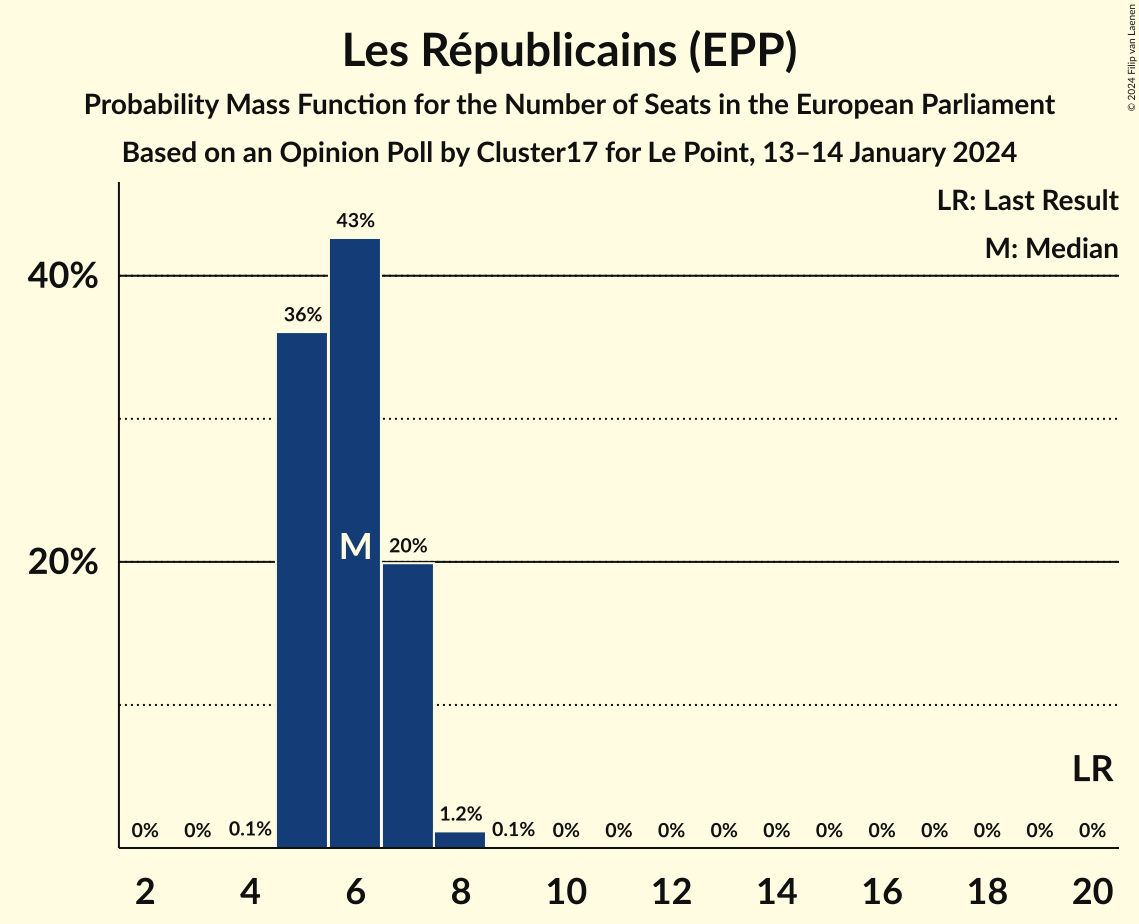 Les Républicains (EPP)
Probability Mass Function for the Number of Seats in the European Parliament
Based on an Opinion Poll by Cluster17 for Le Point, 13–14 January 2024
© 2024 Filip van Laenen
LR: Last Result
M: Median
43%
40%
36%
M
20%
20%
LR
0% 0% 0.1% 1.2% 0.1% 0% 0% 0% 0% 0% 0% 0% 0% 0% 0% 0%
2 4 6 8 10 12 14 16 18 20